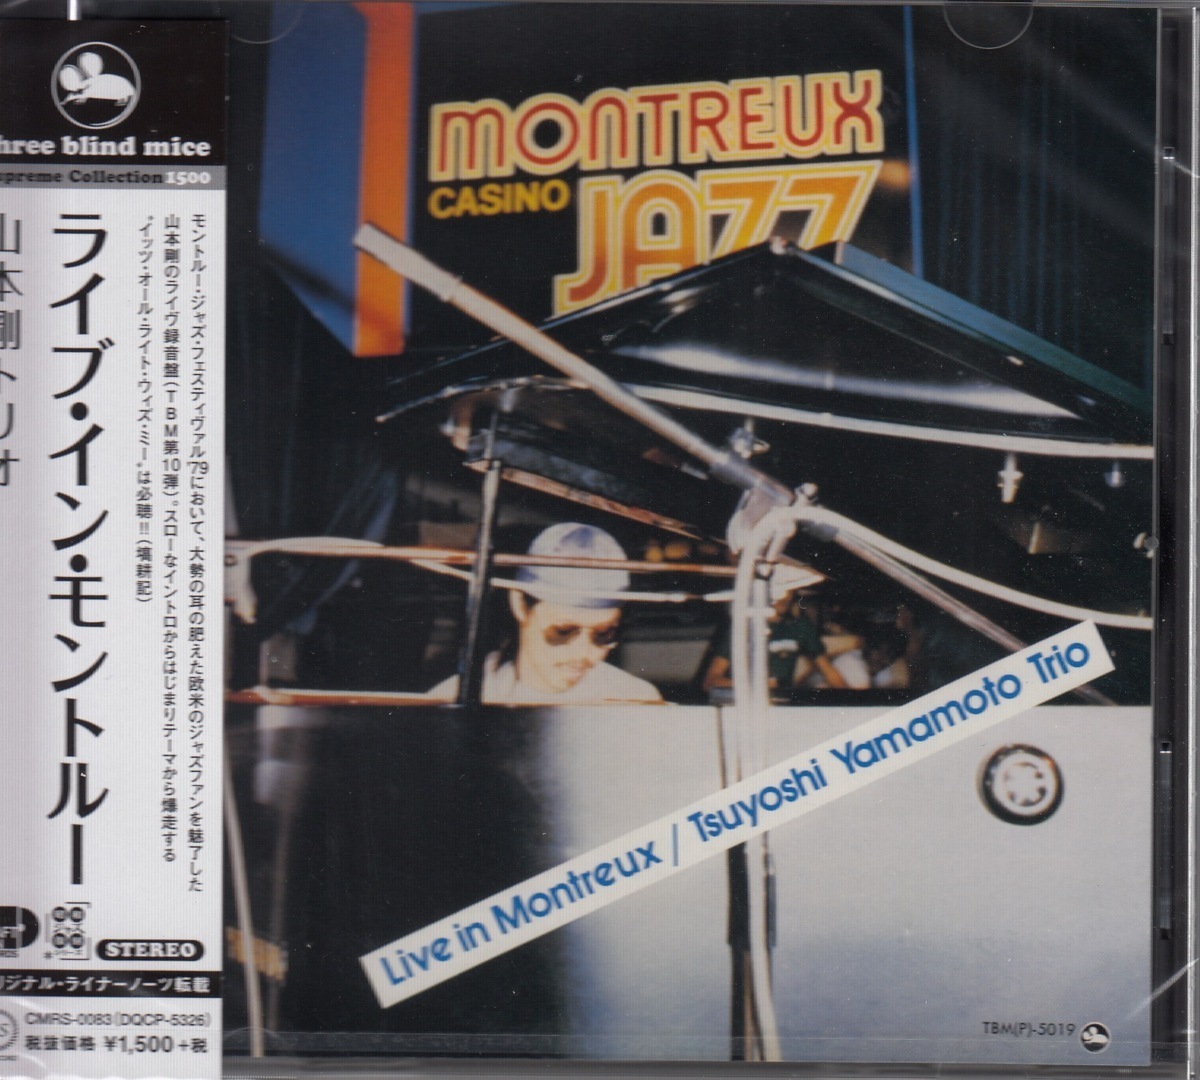 three blind mice
Supreme Collection1500
モントルー・ジャズ・フェスティヴァル'79において、大勢の耳の肥えた欧米のジャズファンを魅了した
山本剛のライヴ録音盤(TBM第10弾)。スローなイントロからはじまりテーマから爆走する
"イッツ・オール・ライト・ウィズ・ミー"は必聴!!(塙耕記)
ライブ・イン・モントルー
山本剛トリオ
STEREO
リジナル・ライナーノーツ転載
CMRS-0083(DQCP-5326)
税抜価格 ¥1,500+税
MONTREUX
CASINO JAZZ
Live in Montreux / Tsuyoshi Yamamoto Trio
TBM(P)-5019